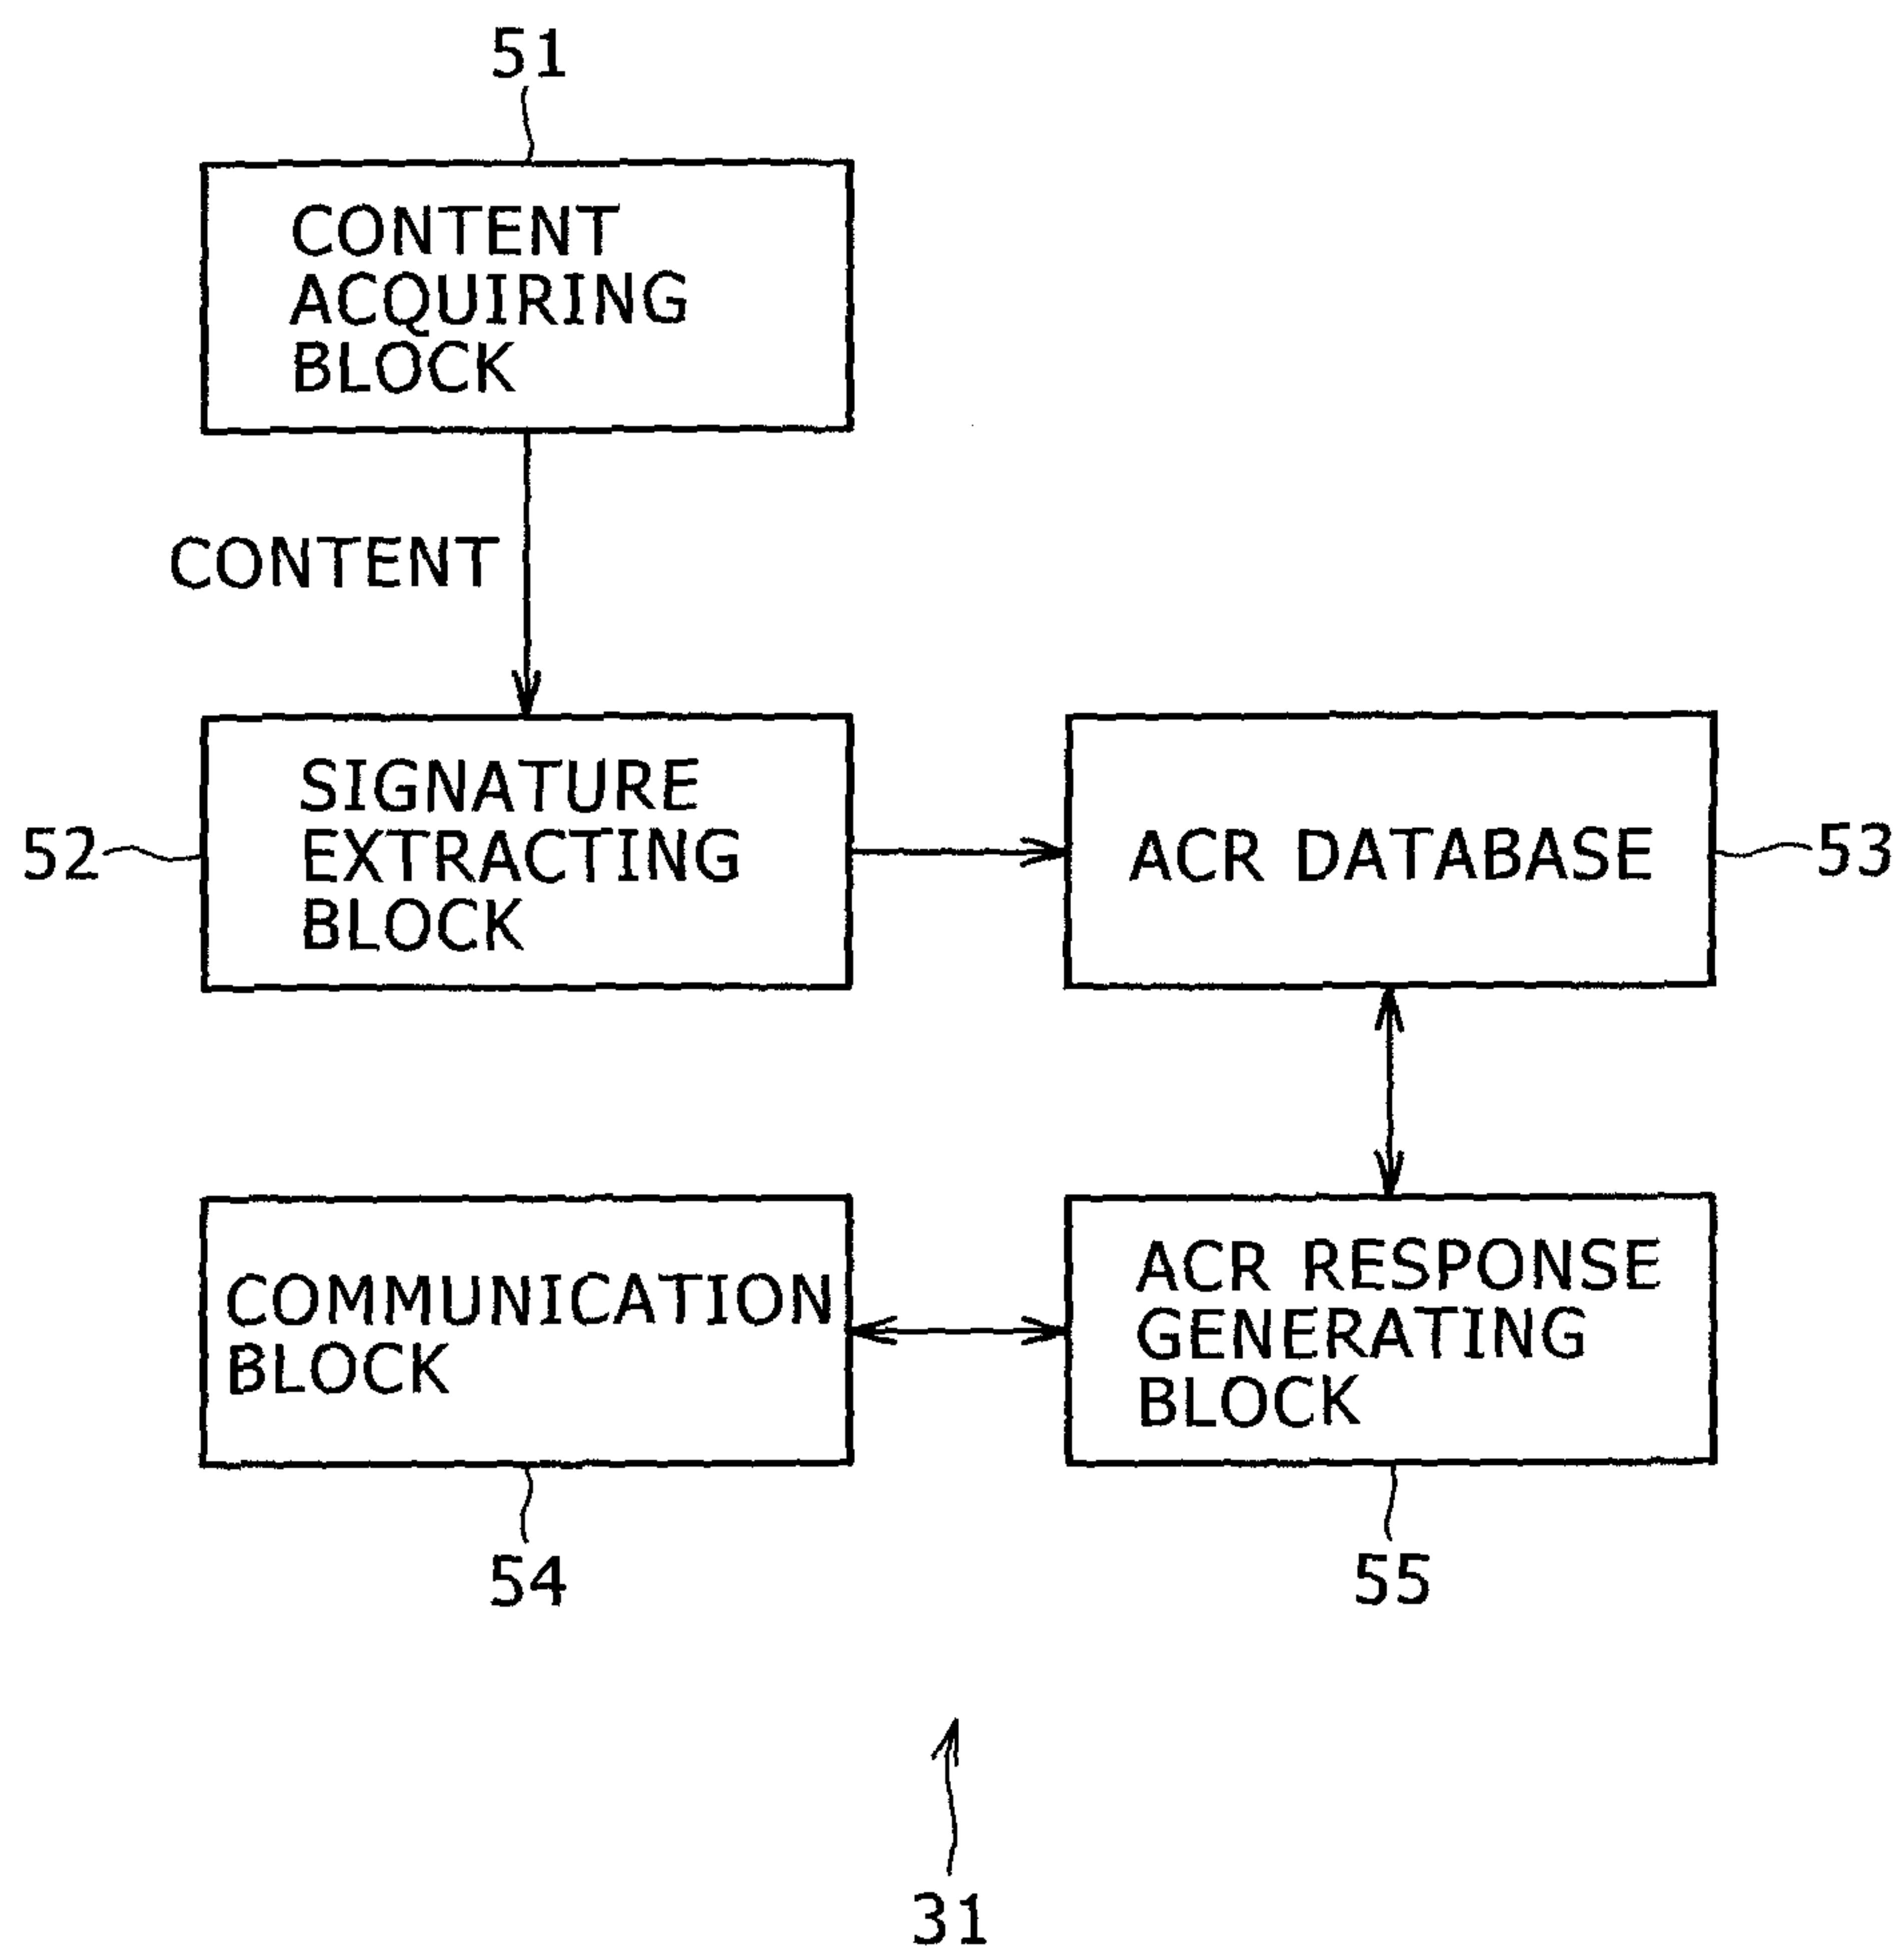 51
CONTENT
ACQUIRING
BLOCK
CONTENT
52
SIGNATURE
EXTRACTING
BLOCK
ACR DATABASE
53
COMMUNICATION
BLOCK
54
ACR RESPONSE
GENERATING
BLOCK
55
31